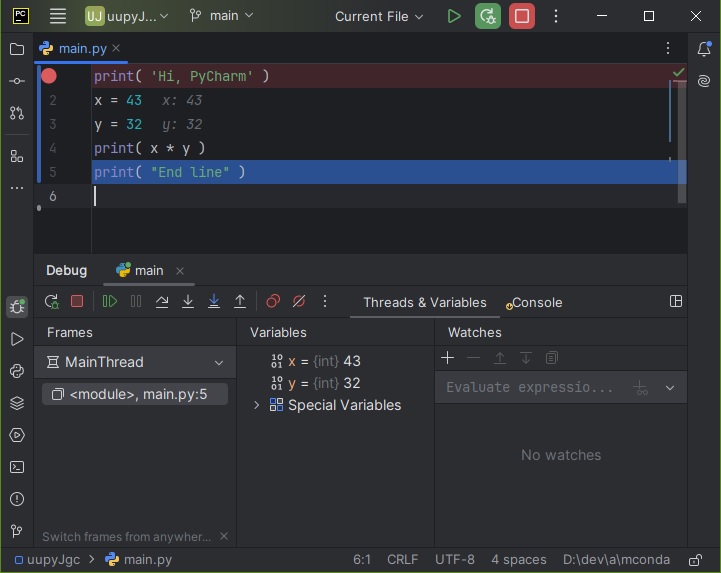 PC UJ uupyJ... main Current File
main.py
print( 'Hi, PyCharm' )
2 x = 43 x: 43
3 y = 32 y: 32
4 print( x * y )
5 print( "End line" )
6
Debug main
Threads & Variables Console
Frames Variables Watches
MainThread
<module>, main.py:5
x = {int} 43
y = {int} 32
Special Variables
Evaluate expressio...
No watches
Switch frames from anywher...
uupyJgc main.py 6:1 CRLF UTF-8 4 spaces D:\dev\a\mconda